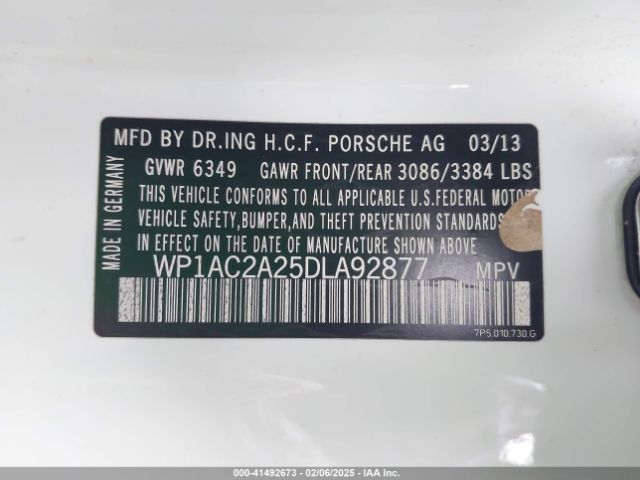 MFD BY DR.ING H.C.F. PORSCHE AG 03/13
GVWR 6349 GAWR FRONT/REAR 3086/3384 LBS
THIS VEHICLE CONFORMS TO ALL APPLICABLE U.S.FEDERAL MOTOR
VEHICLE SAFETY,BUMPER,AND THEFT PREVENTION STANDARDS
IN EFFECT ON THE DATE OF MANUFACTURE SHOWN ABOVE
WP1AC2A25DLA92877 MPV
MADE IN GERMANY
7P5.010.730.G
000-41492673 - 02/06/2025 - IAAI.com